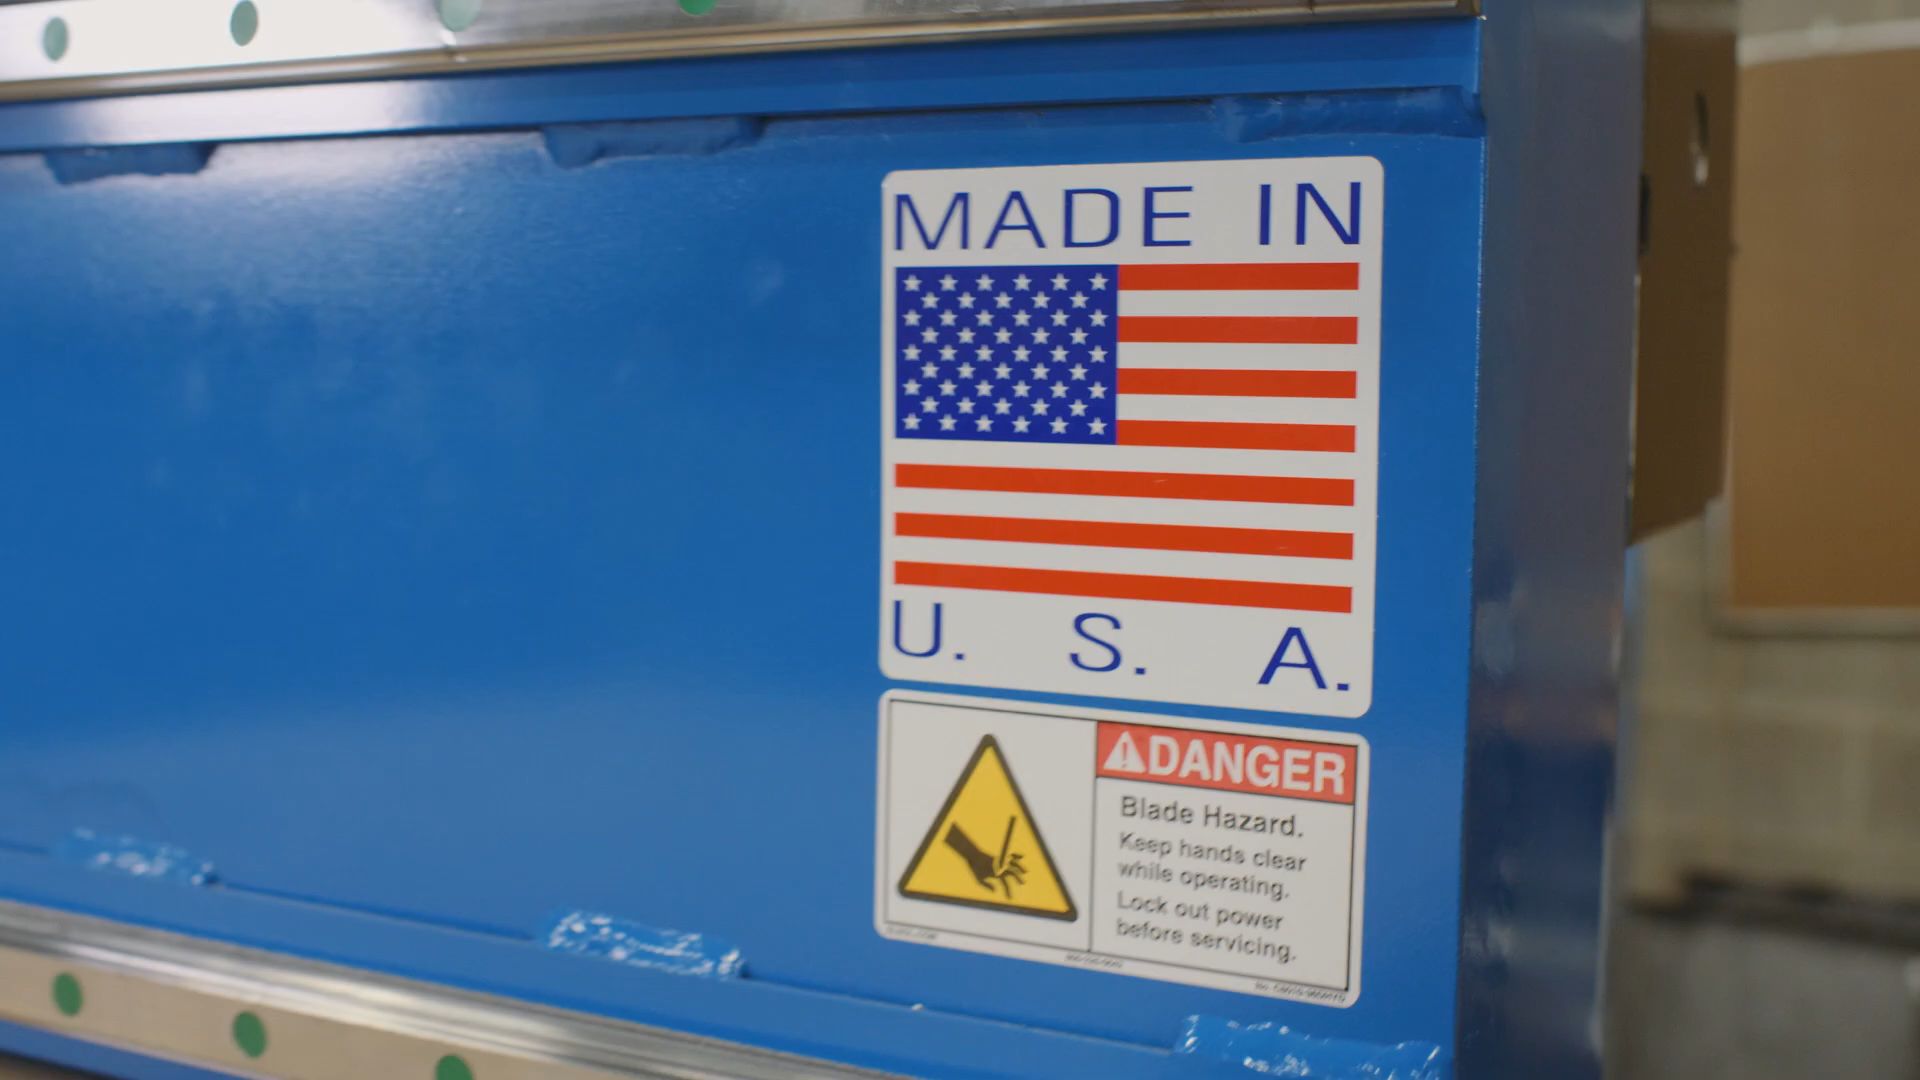 MADE IN
U. S. A.
DANGER
Blade Hazard.
Keep hands clear
while operating.
Lock out power
before servicing.